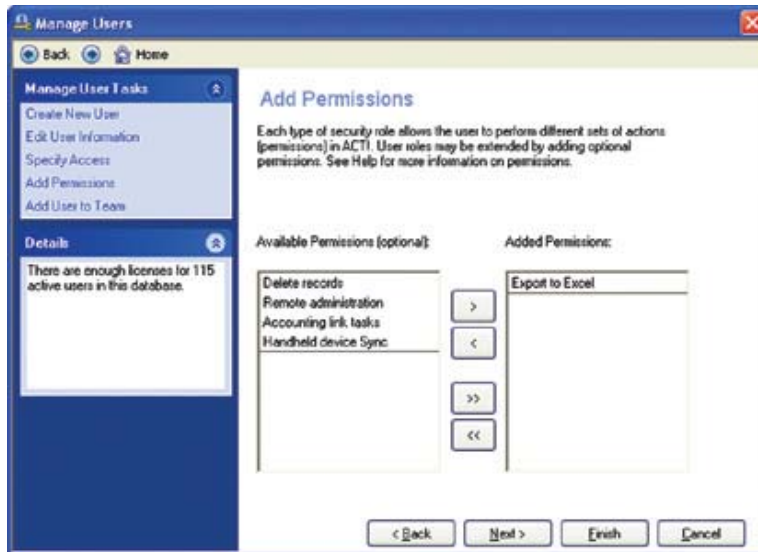 Manage Users
Back Home
Manage User Tasks
Create New User
Edit User Information
Specify Access
Add Permissions
Add User to Team
Details
There are enough licenses for 115
active users in this database.
Add Permissions
Each type of security role allows the user to perform different sets of actions
(permissions) in ACT!. User roles may be extended by adding optional
permissions. See Help for more information on permissions.
Available Permissions (optional):
Delete records
Remote administration
Accounting link tasks
Handheld device Sync
>
<
>>
<<
Added Permissions:
Export to Excel
< Back
Next >
Finish
Cancel